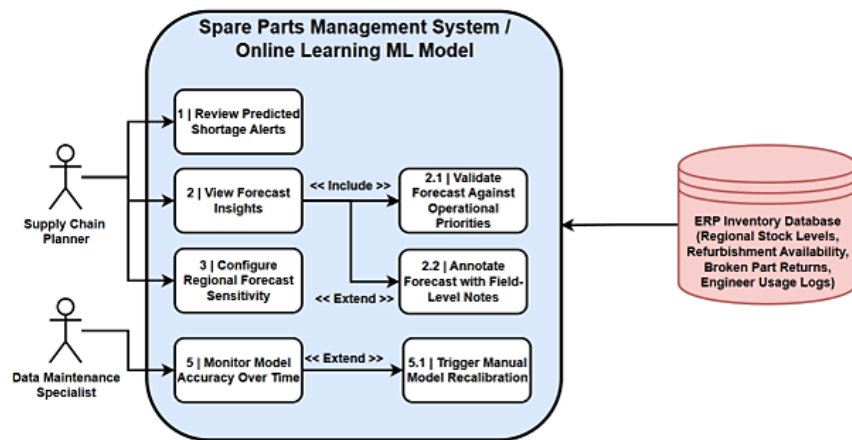 Spare Parts Management System /
Online Learning ML Model
1 | Review Predicted
Shortage Alerts
2 | View Forecast
Insights
<< Include >>
2.1 | Validate
Forecast Against
Operational
Priorities
Supply Chain
Planner
3 | Configure
Regional Forecast
Sensitivity
<< Extend >>
2.2 | Annotate
Forecast with Field-
Level Notes
ERP Inventory Database
(Regional Stock Levels,
Refurbishment Availability,
Broken Part Returns,
Engineer Usage Logs)
Data Maintenance
Specialist
5 | Monitor Model
Accuracy Over Time
<< Extend >>
5.1 | Trigger Manual
Model Recalibration